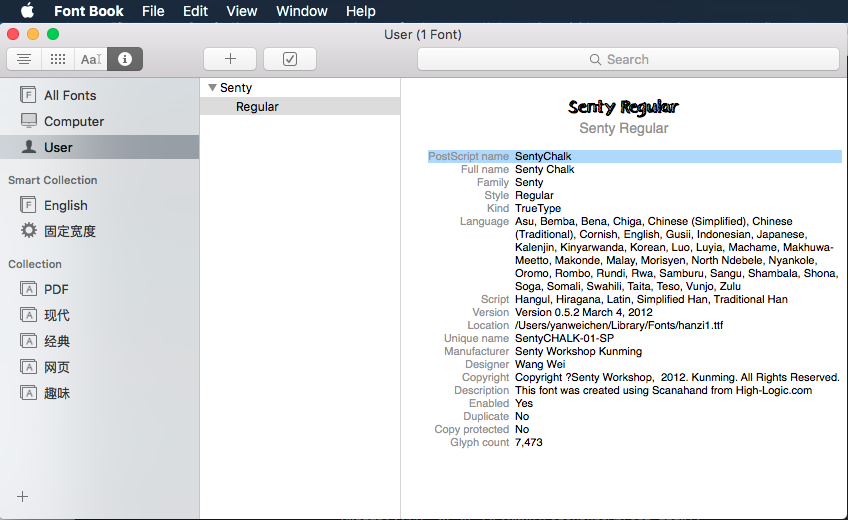 Font Book File Edit View Window Help
User (1 Font)
Aa Search
All Fonts
Computer
User
Smart Collection
English
固定宽度
Collection
PDF
现代
经典
网页
趣味
Senty
Regular
Senty Regular
Senty Regular
PostScript name SentyChalk
Full name Senty Chalk
Family Senty
Style Regular
Kind TrueType
Language Asu, Bemba, Bena, Chiga, Chinese (Simplified), Chinese
(Traditional), Cornish, English, Gusii, Indonesian, Japanese,
Kalenjin, Kinyarwanda, Korean, Luo, Luyia, Machame, Makhuwa-
Meetto, Makonde, Malay, Morisyen, North Ndebele, Nyankole,
Oromo, Rombo, Rundi, Rwa, Samburu, Sangu, Shambala, Shona,
Soga, Somali, Swahili, Taita, Teso, Vunjo, Zulu
Script Hangul, Hiragana, Latin, Simplified Han, Traditional Han
Version Version 0.5.2 March 4, 2012
Location /Users/yanweichen/Library/Fonts/hanzi1.ttf
Unique name SentyCHALK-01-SP
Manufacturer Senty Workshop Kunming
Designer Wang Wei
Copyright Copyright ?Senty Workshop, 2012. Kunming. All Rights Reserved.
Description This font was created using Scanahand from High-Logic.com
Enabled Yes
Duplicate No
Copy protected No
Glyph count 7,473